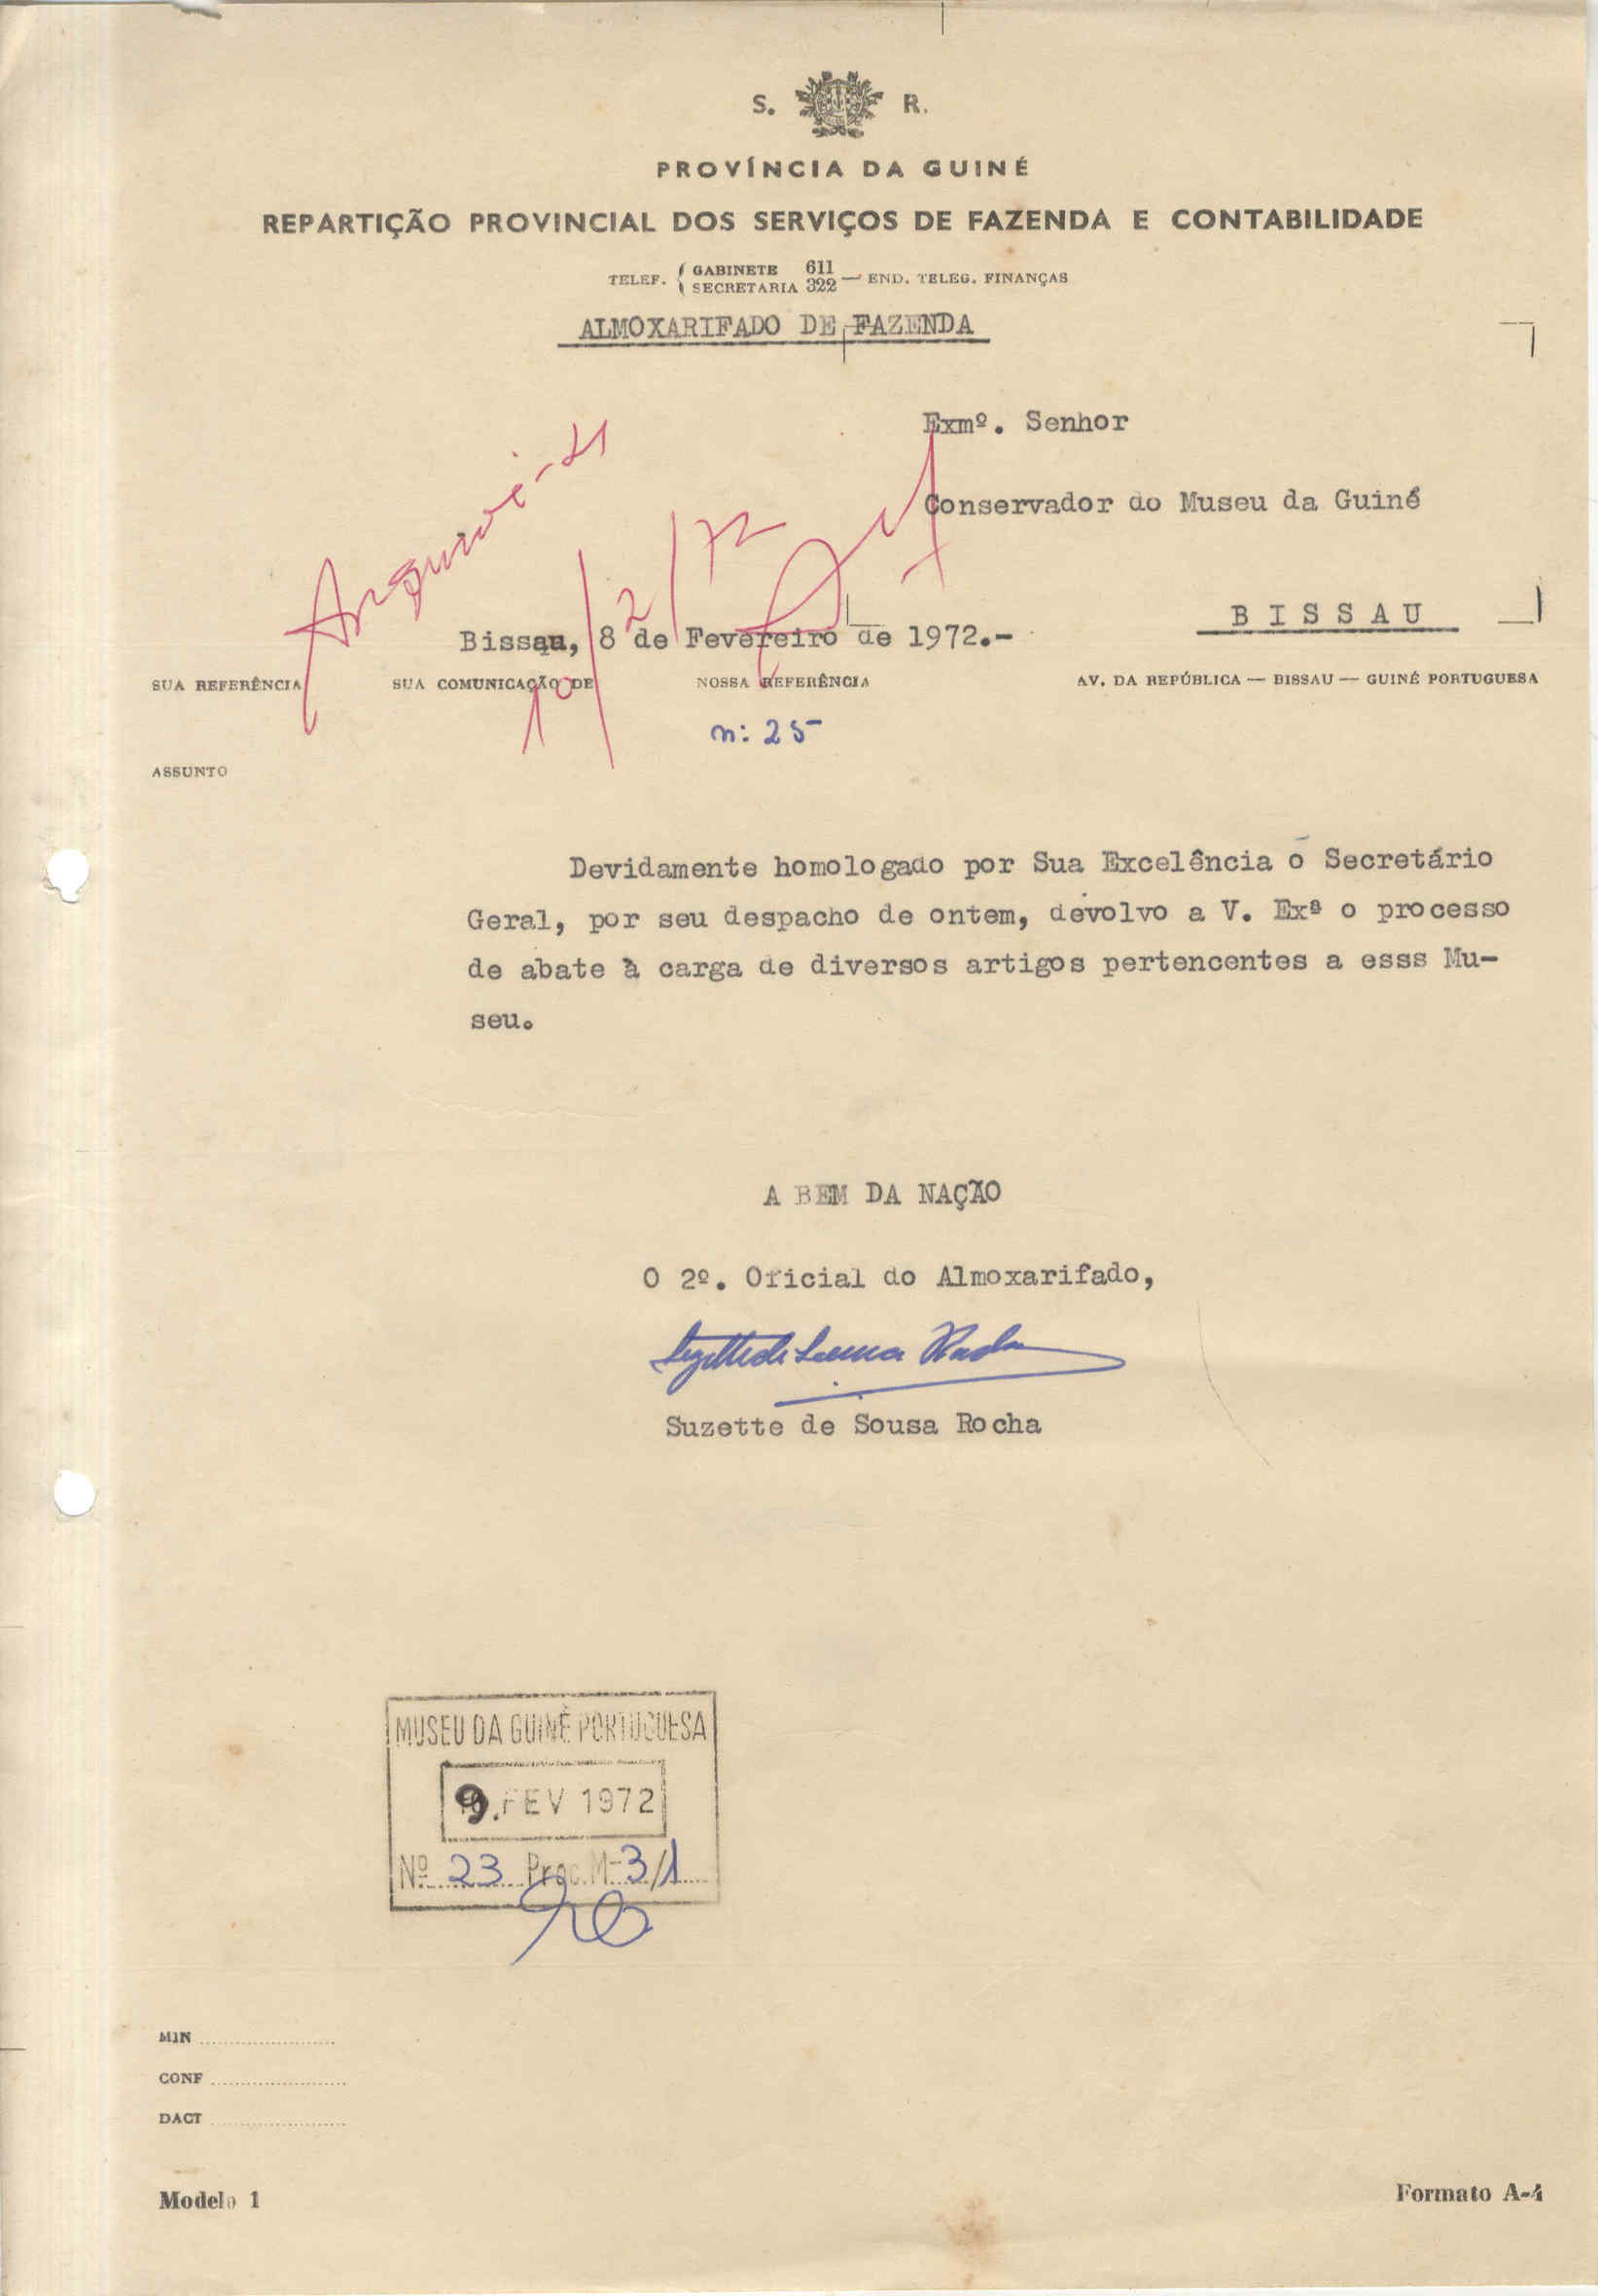 S. R.
PROVÍNCIA DA GUINÉ
REPARTIÇÃO PROVINCIAL DOS SERVIÇOS DE FAZENDA E CONTABILIDADE
TELEF. { GABINETE 611
SECRETARIA 322 — END. TELEG. FINANÇAS
ALMOXARIFADO DE FAZENDA
Exmº. Senhor
Conservador do Museu da Guiné
BISSAU
Arquive-se
10/2/72
Bissau, 8 de Fevereiro de 1972.-
SUA REFERÊNCIA SUA COMUNICAÇÃO DE NOSSA REFERÊNCIA AV. DA REPÚBLICA — BISSAU — GUINÉ PORTUGUESA
nº 25
ASSUNTO
Devidamente homologado por Sua Excelência o Secretário
Geral, por seu despacho de ontem, devolvo a V. Exª o processo
de abate à carga de diversos artigos pertencentes a esss Mu-
seu.
A BEM DA NAÇÃO
O 2º. Oficial do Almoxarifado,
Suzette de Sousa Rocha
Suzette de Sousa Rocha
MUSEU DA GUINÉ PORTUGUESA
9. FEV 1972
Nº 23 Proc. M-3/1
MIN
CONF
DACT
Modelo 1
Formato A-4